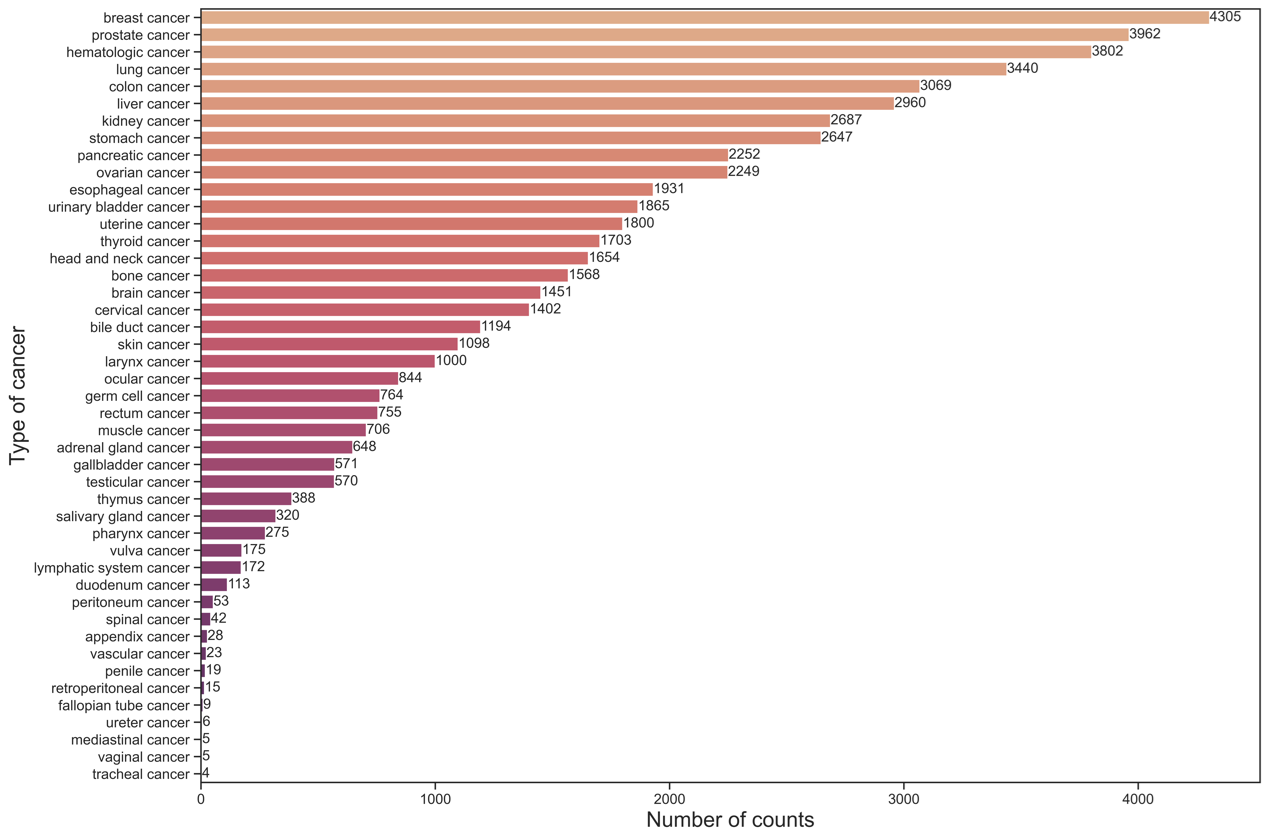 breast cancer 4305
prostate cancer 3962
hematologic cancer 3802
lung cancer 3440
colon cancer 3069
liver cancer 2960
kidney cancer 2687
stomach cancer 2647
pancreatic cancer 2252
ovarian cancer 2249
esophageal cancer 1931
urinary bladder cancer 1865
uterine cancer 1800
thyroid cancer 1703
head and neck cancer 1654
bone cancer 1568
brain cancer 1451
cervical cancer 1402
bile duct cancer 1194
skin cancer 1098
larynx cancer 1000
ocular cancer 844
germ cell cancer 764
rectum cancer 755
muscle cancer 706
adrenal gland cancer 648
gallbladder cancer 571
testicular cancer 570
thymus cancer 388
salivary gland cancer 320
pharynx cancer 275
vulva cancer 175
lymphatic system cancer 172
duodenum cancer 113
peritoneum cancer 53
spinal cancer 42
appendix cancer 28
vascular cancer 23
penile cancer 19
retroperitoneal cancer 15
fallopian tube cancer 9
ureter cancer 6
mediastinal cancer 5
vaginal cancer 5
tracheal cancer 4
0 1000 2000 3000 4000
Number of counts
Type of cancer